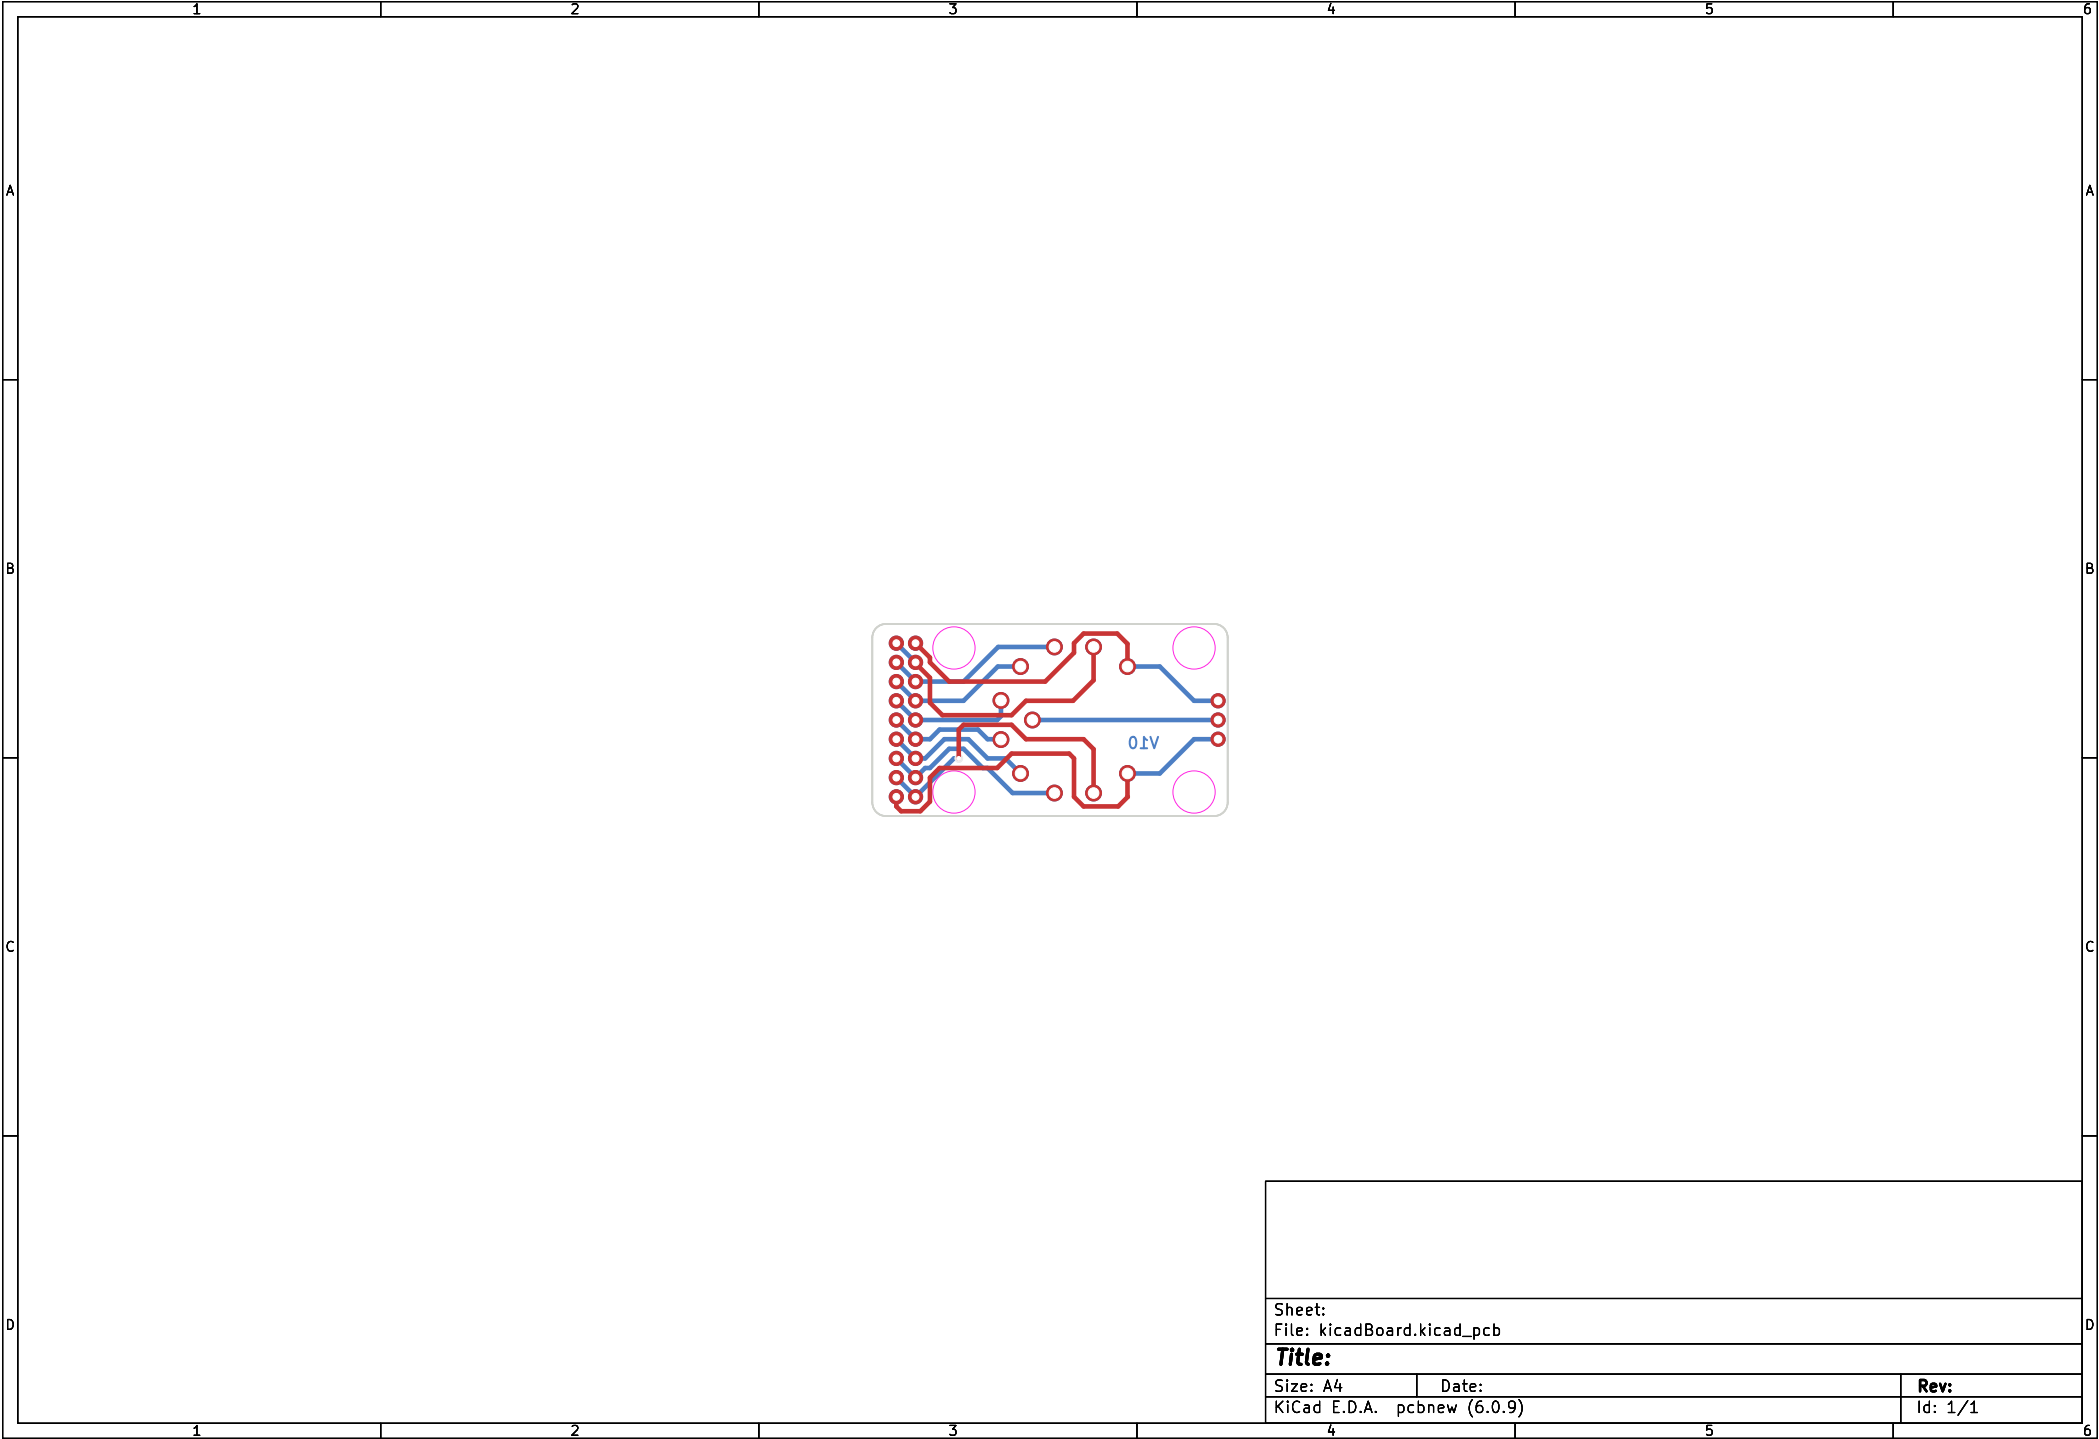 1 2 3 4 5 6
A A
B B
V10
C C
Sheet:
D File: kicadBoard.kicad_pcb D
Title:
Size: A4 Date: Rev:
KiCad E.D.A. pcbnew (6.0.9) Id: 1/1
1 2 3 4 5 6